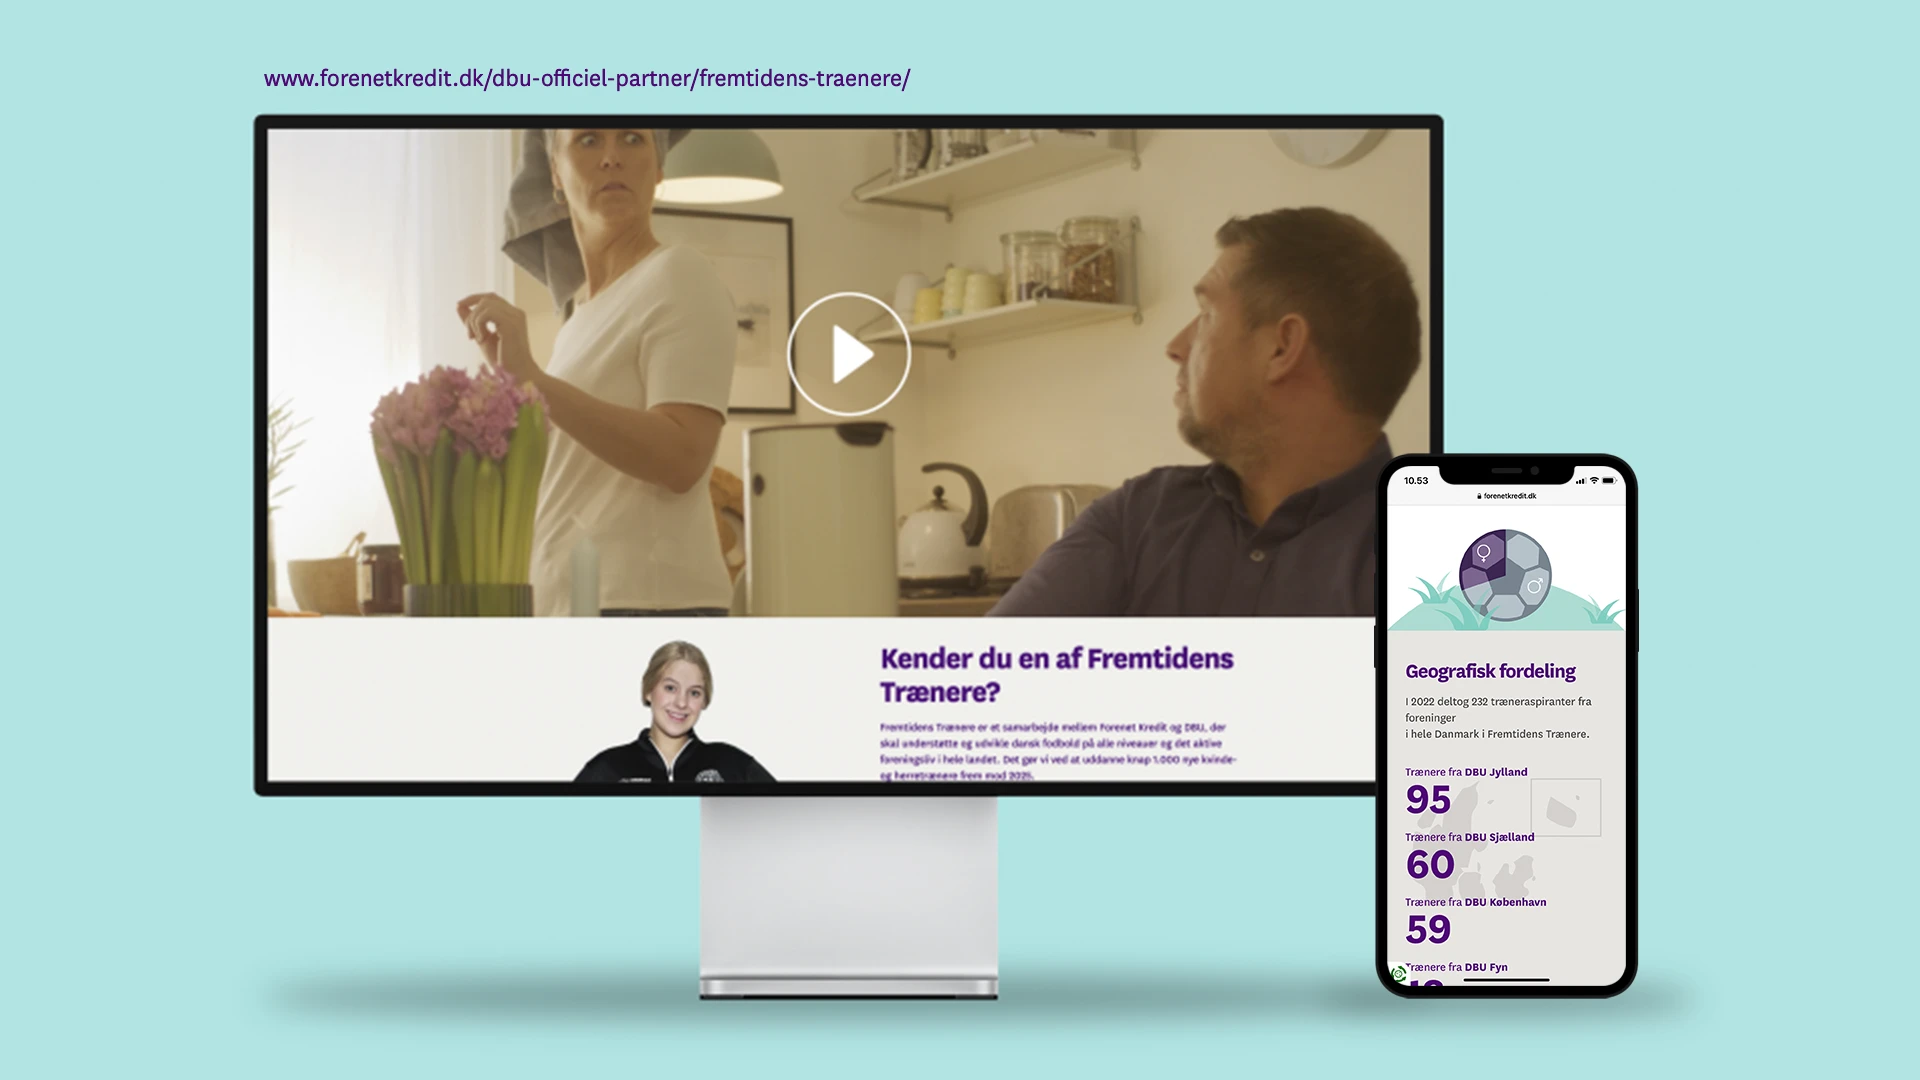 www.forenetkredit.dk/dbu-officiel-partner/fremtidens-traenere/
Kender du en af Fremtidens
Trænere?
Fremtidens Trænere er et samarbejde mellem Forenet Kredit og DBU, der
skal understøtte og udvikle dansk fodbold på alle niveauer og det aktive
foreningsliv i hele landet. Det gør vi ved at uddanne knap 1.000 nye kvinde-
og herretrænere frem mod 2025.
10.53
forenetkredit.dk
Geografisk fordeling
I 2022 deltog 232 træneraspiranter fra
foreninger
i hele Danmark i Fremtidens Trænere.
Trænere fra DBU Jylland
95
Trænere fra DBU Sjælland
60
Trænere fra DBU København
59
Trænere fra DBU Fyn